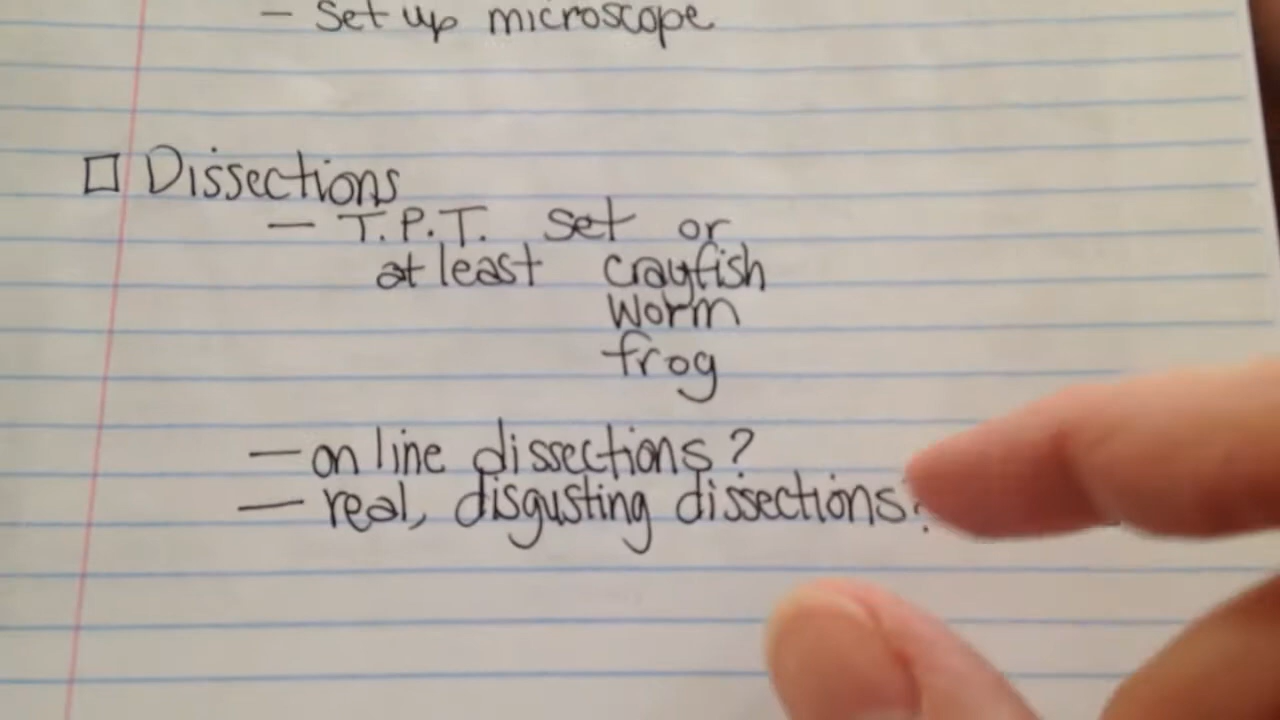 - Set up microscope
□ Dissections
- T.P.T. set or
at least crayfish
worm
frog
- on line dissections?
- real, disgusting dissections?